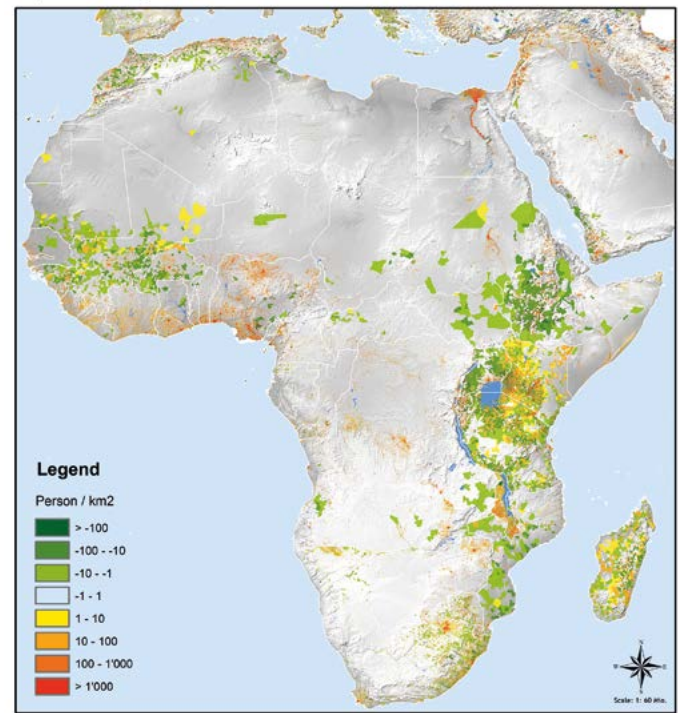 Legend
Person / km2
> -100
-100 - -10
-10 - -1
-1 - 1
1 - 10
10 - 100
100 - 1'000
> 1'000
N
W
E
S
Scale: 1: 60 Mio.